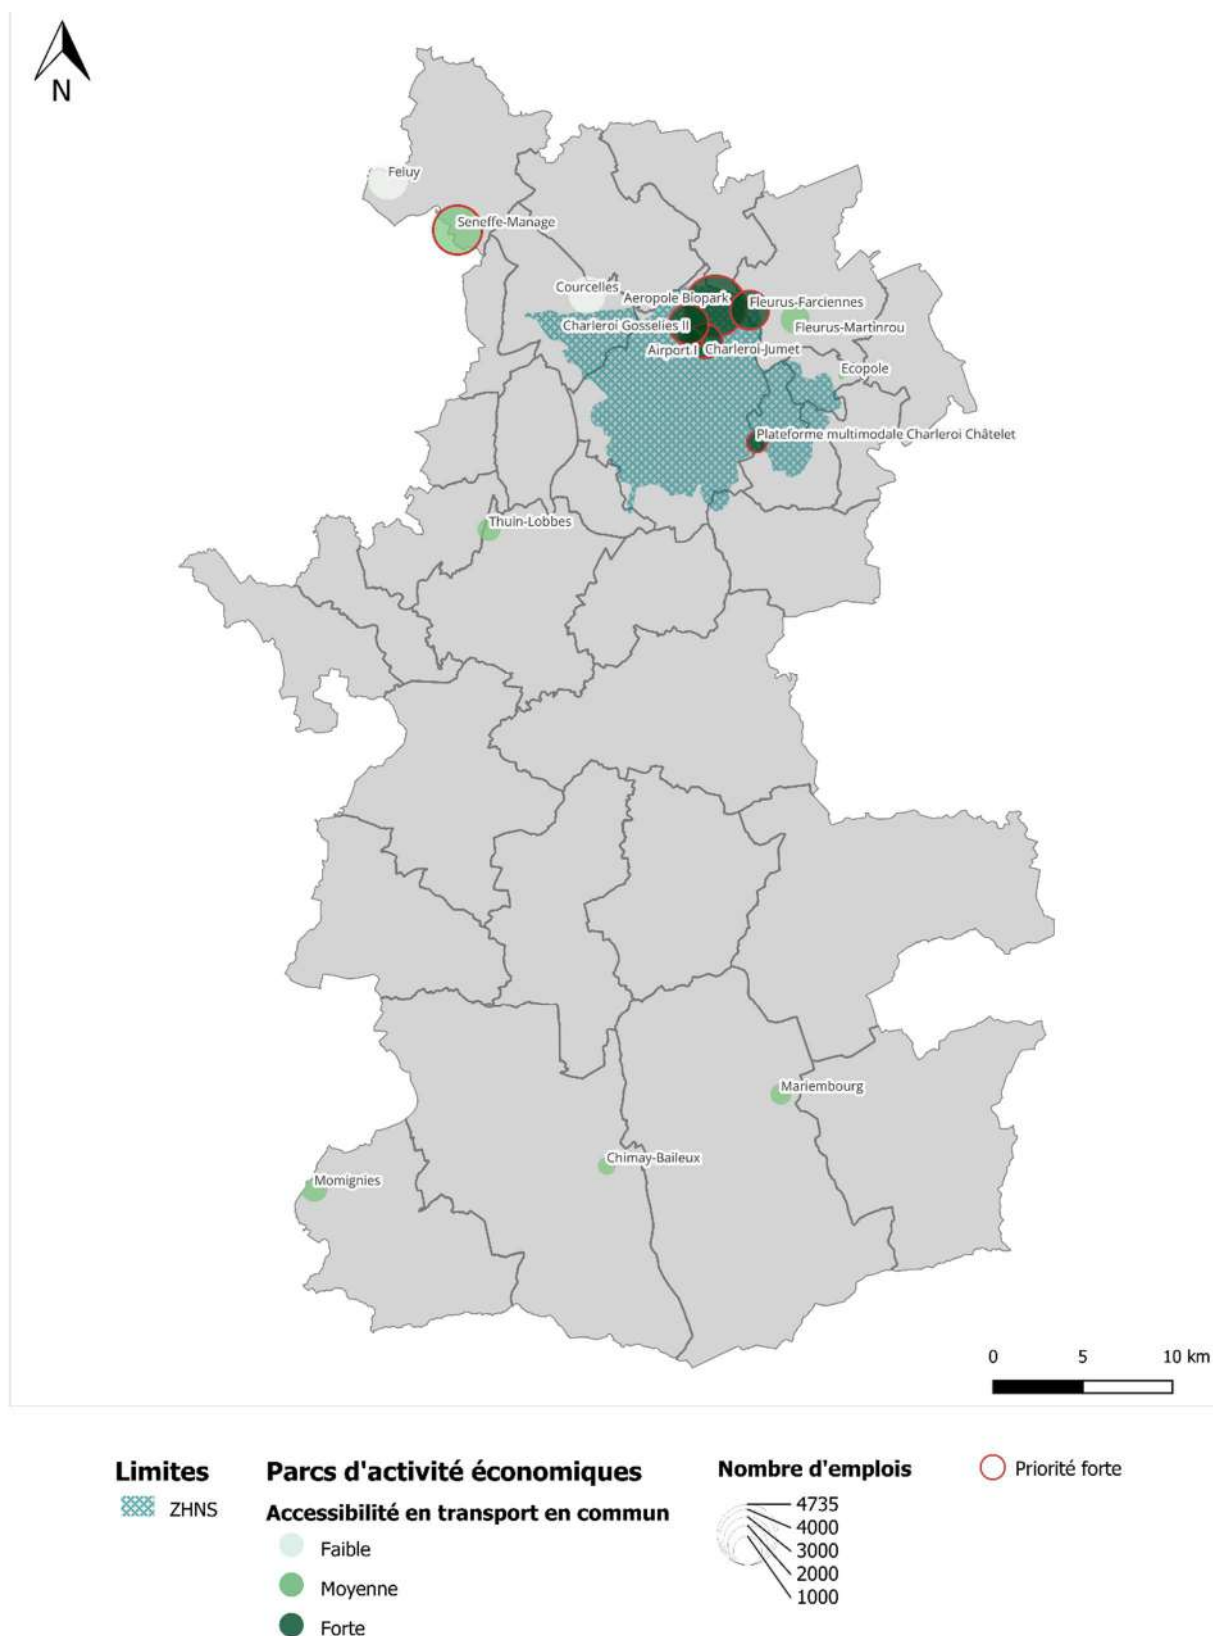 N
Feluy
Seneffe-Manage
Courcelles
Aeropole Biopark
Fleurus-Farciennes
Charleroi Gosselies II
Fleurus-Martinrou
Airport I
Charleroi-Jumet
Ecopole
Plateforme multimodale Charleroi Châtelet
Thuin-Lobbes
Mariembourg
Chimay-Baileux
Momignies
0 5 10 km
Limites
ZHNS
Parcs d'activité économiques
Accessibilité en transport en commun
Faible
Moyenne
Forte
Nombre d'emplois
4735
4000
3000
2000
1000
Priorité forte